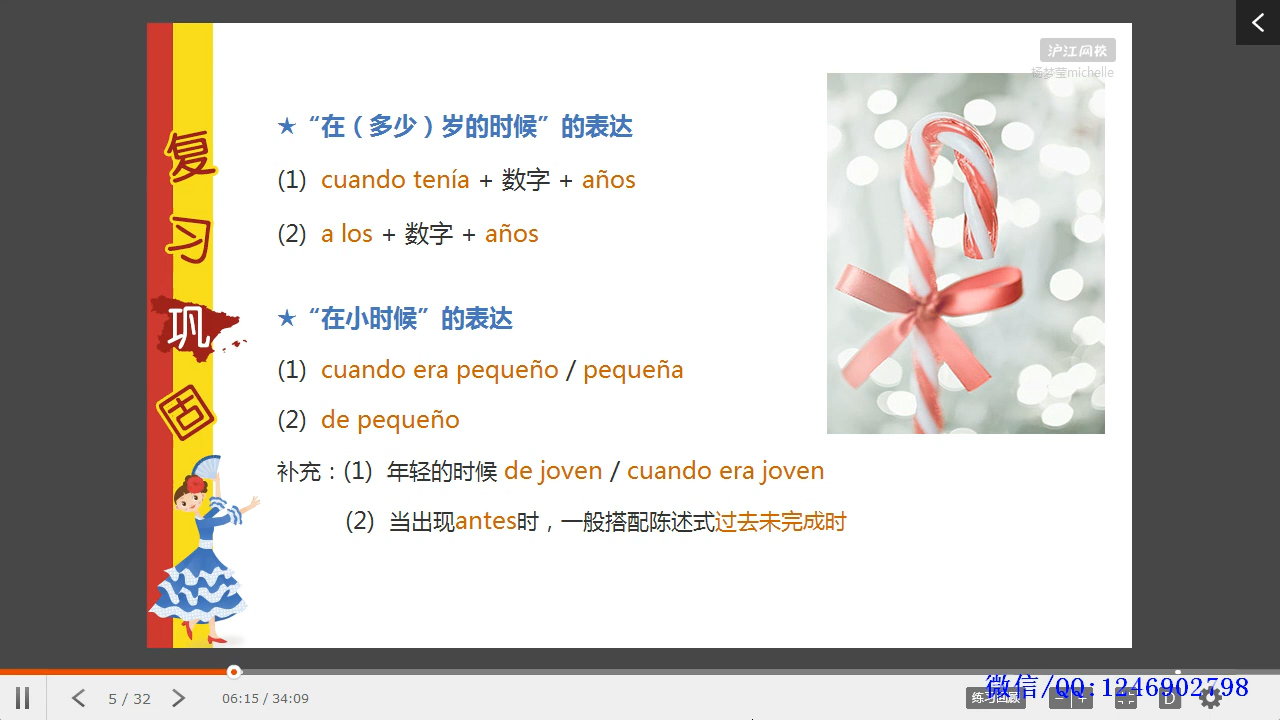 沪江网校
杨梦莹michelle
复习巩固
★“在（多少）岁的时候”的表达
(1) cuando tenía + 数字 + años
(2) a los + 数字 + años
★“在小时候”的表达
(1) cuando era pequeño / pequeña
(2) de pequeño
补充：(1) 年轻的时候 de joven / cuando era joven
(2) 当出现antes时，一般搭配陈述式过去未完成时
5 / 32
06:15 / 34:09
微信/QQ:1246902798
D